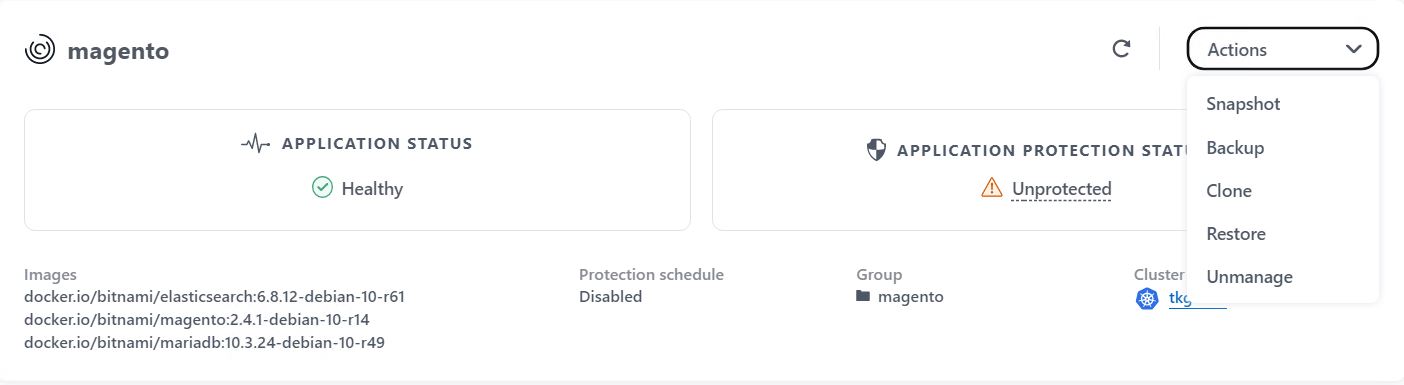 magento
Actions
Snapshot
Backup
Clone
Restore
Unmanage
APPLICATION STATUS
Healthy
APPLICATION PROTECTION
Unprotected
Images
docker.io/bitnami/elasticsearch:6.8.12-debian-10-r61
docker.io/bitnami/magento:2.4.1-debian-10-r14
docker.io/bitnami/mariadb:10.3.24-debian-10-r49
Protection schedule
Disabled
Group
magento
Cluster